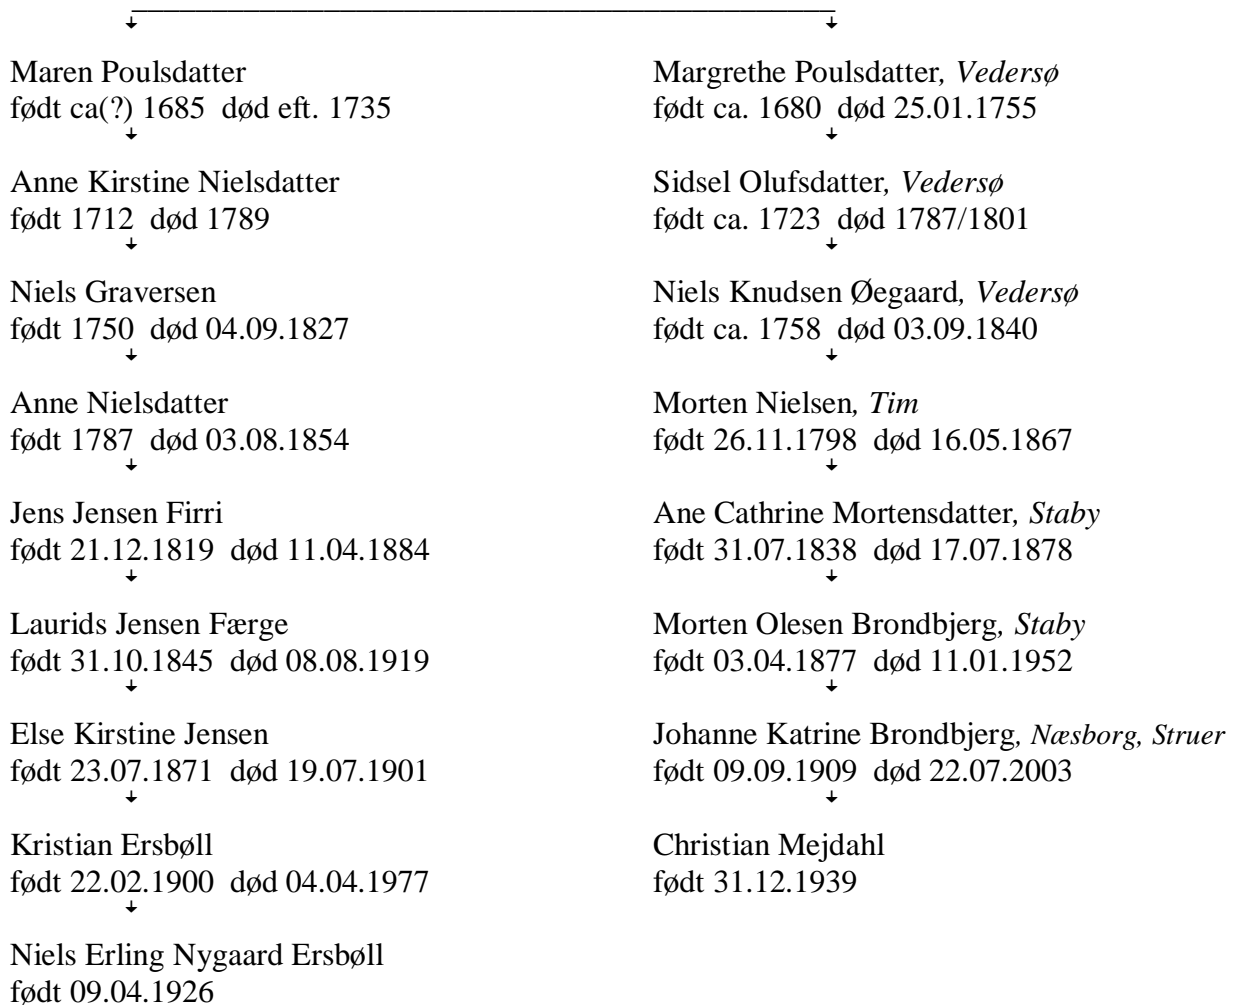 Maren Poulsdatter
født ca(?) 1685 død eft. 1735
Anne Kirstine Nielsdatter
født 1712 død 1789
Niels Graversen
født 1750 død 04.09.1827
Anne Nielsdatter
født 1787 død 03.08.1854
Jens Jensen Firri
født 21.12.1819 død 11.04.1884
Laurids Jensen Færge
født 31.10.1845 død 08.08.1919
Else Kirstine Jensen
født 23.07.1871 død 19.07.1901
Kristian Ersbøll
født 22.02.1900 død 04.04.1977
Niels Erling Nygaard Ersbøll
født 09.04.1926
Margrethe Poulsdatter, Vedersø
født ca. 1680 død 25.01.1755
Sidsel Olufsdatter, Vedersø
født ca. 1723 død 1787/1801
Niels Knudsen Øegaard, Vedersø
født ca. 1758 død 03.09.1840
Morten Nielsen, Tim
født 26.11.1798 død 16.05.1867
Ane Cathrine Mortensdatter, Staby
født 31.07.1838 død 17.07.1878
Morten Olesen Brondbjerg, Staby
født 03.04.1877 død 11.01.1952
Johanne Katrine Brondbjerg, Næsborg, Struer
født 09.09.1909 død 22.07.2003
Christian Mejdahl
født 31.12.1939